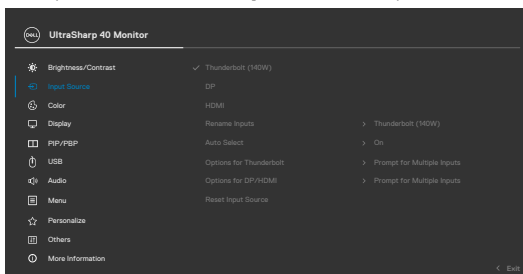 DELL UltraSharp 40 Monitor
Brightness/Contrast Thunderbolt (140W)
Input Source DP
Color HDMI
Display Rename Inputs Thunderbolt (140W)
PIP/PBP Auto Select On
USB Options for Thunderbolt Prompt for Multiple Inputs
Audio Options for DP/HDMI Prompt for Multiple Inputs
Menu Reset Input Source
Personalize
Others
More Information
Exit